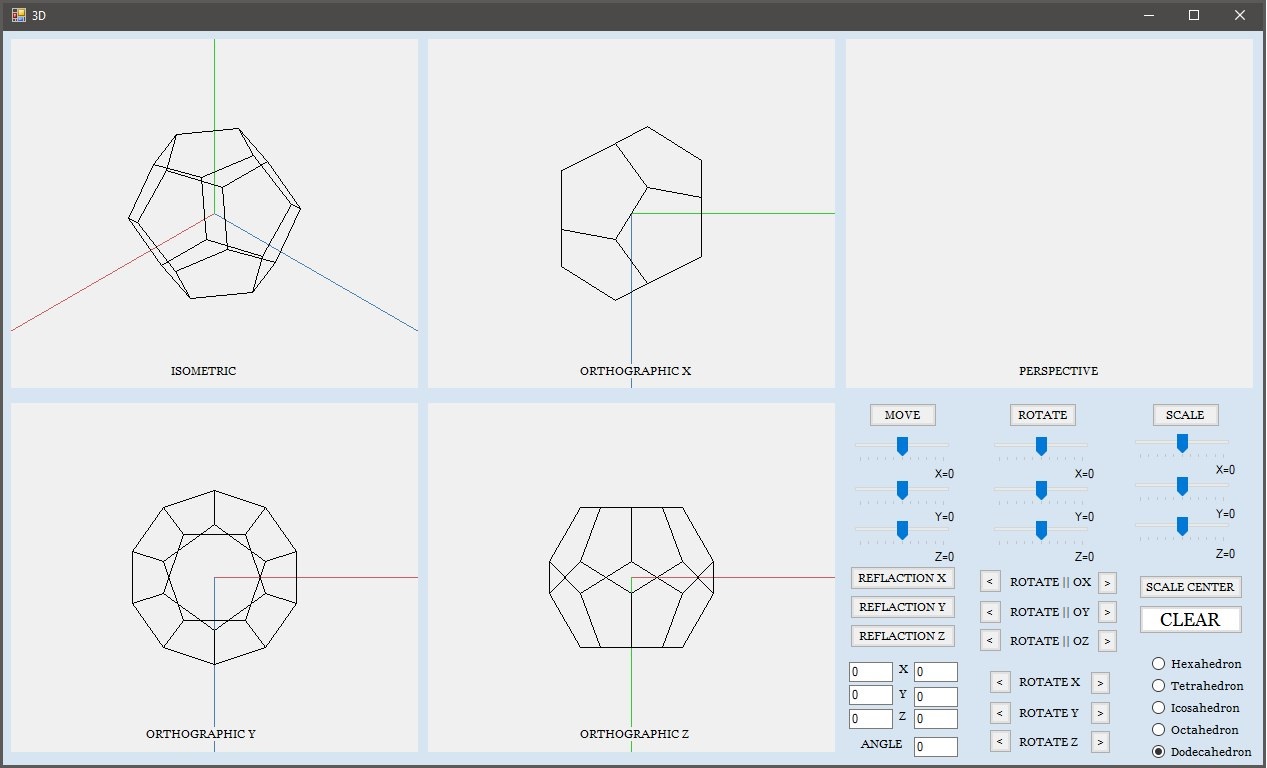 3D
ISOMETRIC
ORTHOGRAPHIC X
PERSPECTIVE
ORTHOGRAPHIC Y
ORTHOGRAPHIC Z
MOVE ROTATE SCALE
X=0 X=0 X=0
Y=0 Y=0 Y=0
Z=0 Z=0 Z=0
REFLACTION X < ROTATE || OX > SCALE CENTER
REFLACTION Y < ROTATE || OY > CLEAR
REFLACTION Z < ROTATE || OZ >
0 X 0
0 Y 0
0 Z 0
ANGLE 0
< ROTATE X >
< ROTATE Y >
< ROTATE Z >
Hexahedron
Tetrahedron
Icosahedron
Octahedron
Dodecahedron